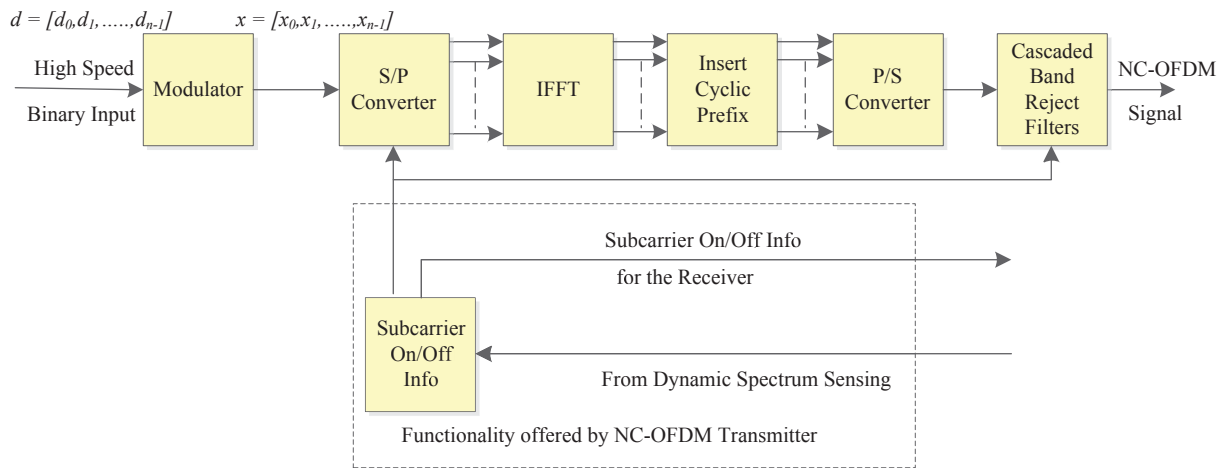 d = [d0,d1,.....,dn-1]
x = [x0,x1,.....,xn-1]
High Speed
Binary Input
Modulator
S/P
Converter
IFFT
Insert
Cyclic
Prefix
P/S
Converter
Cascaded
Band
Reject
Filters
NC-OFDM
Signal
Subcarrier On/Off Info
for the Receiver
Subcarrier
On/Off
Info
From Dynamic Spectrum Sensing
Functionality offered by NC-OFDM Transmitter